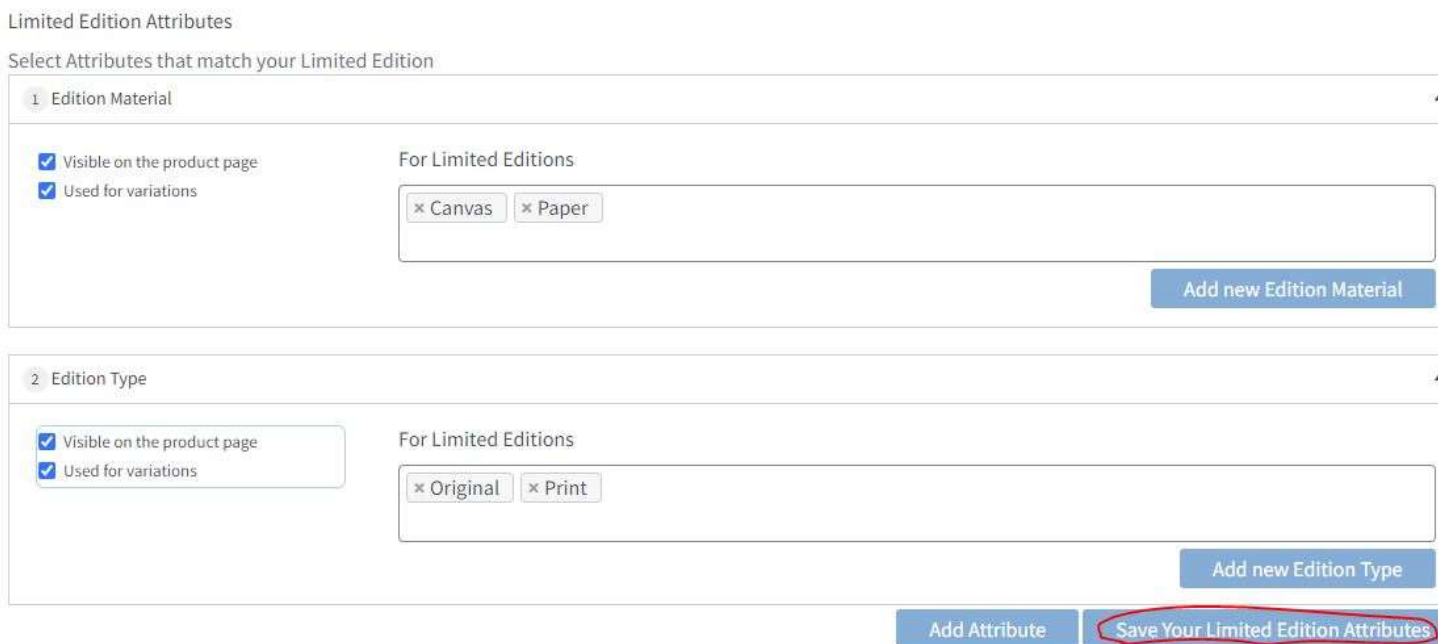 Limited Edition Attributes
Select Attributes that match your Limited Edition
1 Edition Material
Visible on the product page
For Limited Editions
Used for variations
× Canvas × Paper
Add new Edition Material
2 Edition Type
Visible on the product page
For Limited Editions
Used for variations
× Original × Print
Add new Edition Type
Add Attribute Save Your Limited Edition Attributes